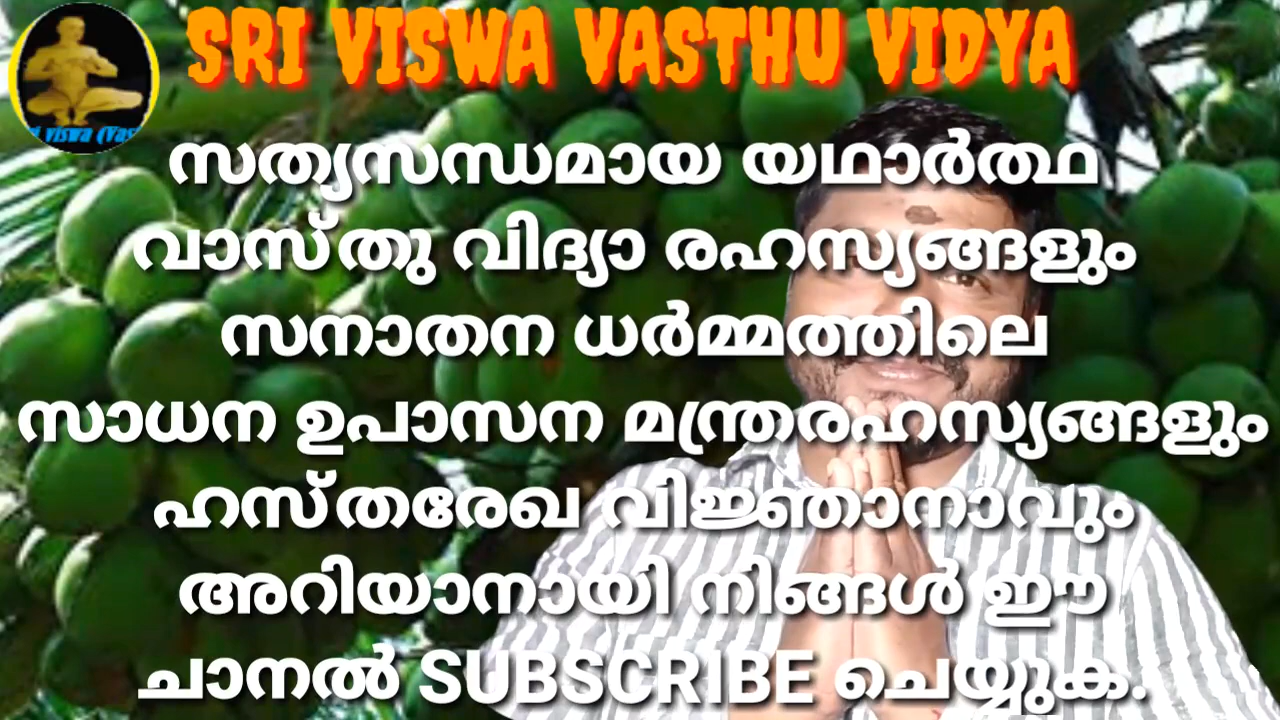 SRI VISWA VASTHU VIDYA
സത്യസന്ധമായ യഥാർത്ഥ
വാസ്തു വിദ്യാ രഹസ്യങ്ങളും
സനാതന ധർമ്മത്തിലെ
സാധന ഉപാസന മന്ത്രരഹസ്യങ്ങളും
ഹസ്തരേഖ വിജ്ഞാനാവും
അറിയാനായി നിങ്ങൾ ഈ
ചാനൽ SUBSCRIBE ചെയ്യുക.